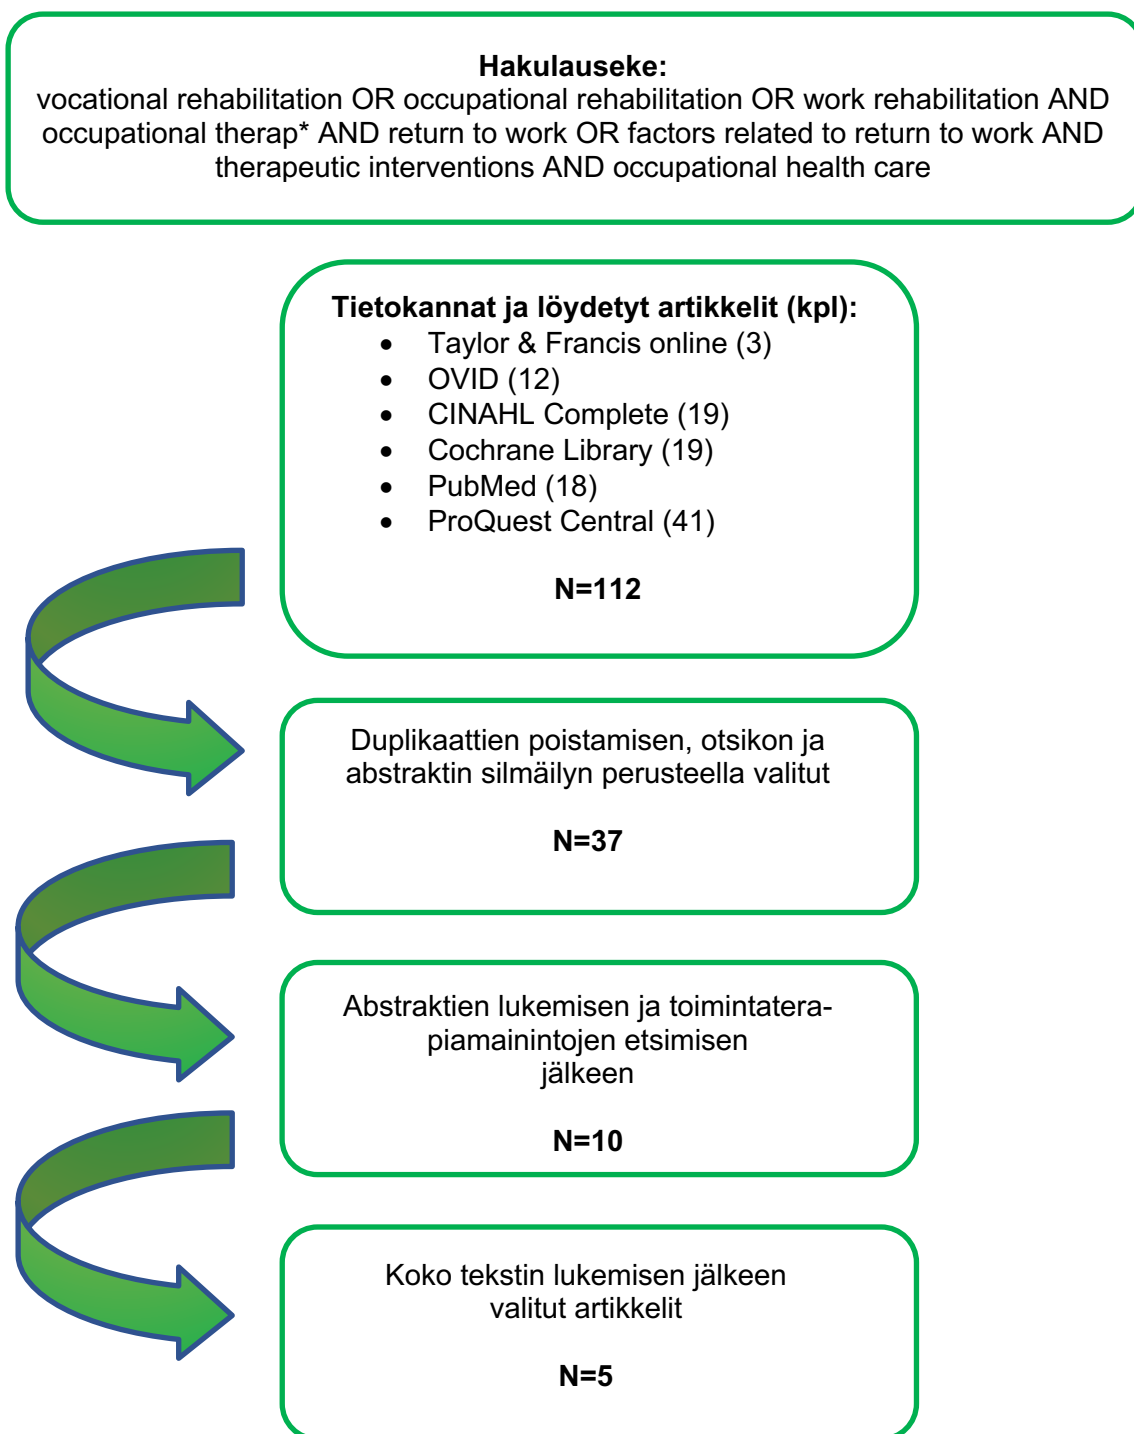 Hakulauseke:
vocational rehabilitation OR occupational rehabilitation OR work rehabilitation AND
occupational therap* AND return to work OR factors related to return to work AND
therapeutic interventions AND occupational health care
Tietokannat ja löydetyt artikkelit (kpl):
• Taylor & Francis online (3)
• OVID (12)
• CINAHL Complete (19)
• Cochrane Library (19)
• PubMed (18)
• ProQuest Central (41)
N=112
Duplikaattien poistamisen, otsikon ja
abstraktin silmäilyn perusteella valitut
N=37
Abstraktien lukemisen ja toimintatera-
piamainintojen etsimisen
jälkeen
N=10
Koko tekstin lukemisen jälkeen
valitut artikkelit
N=5